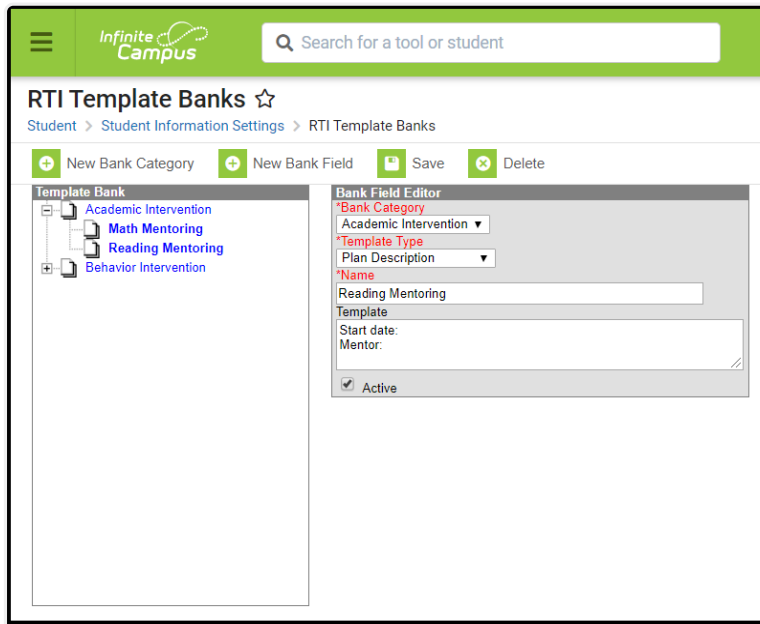 Infinite
Campus
Search for a tool or student
RTI Template Banks
Student > Student Information Settings > RTI Template Banks
New Bank Category New Bank Field Save Delete
Template Bank
Academic Intervention
Math Mentoring
Reading Mentoring
Behavior Intervention
Bank Field Editor
*Bank Category
Academic Intervention
*Template Type
Plan Description
*Name
Reading Mentoring
Template
Start date:
Mentor:
Active